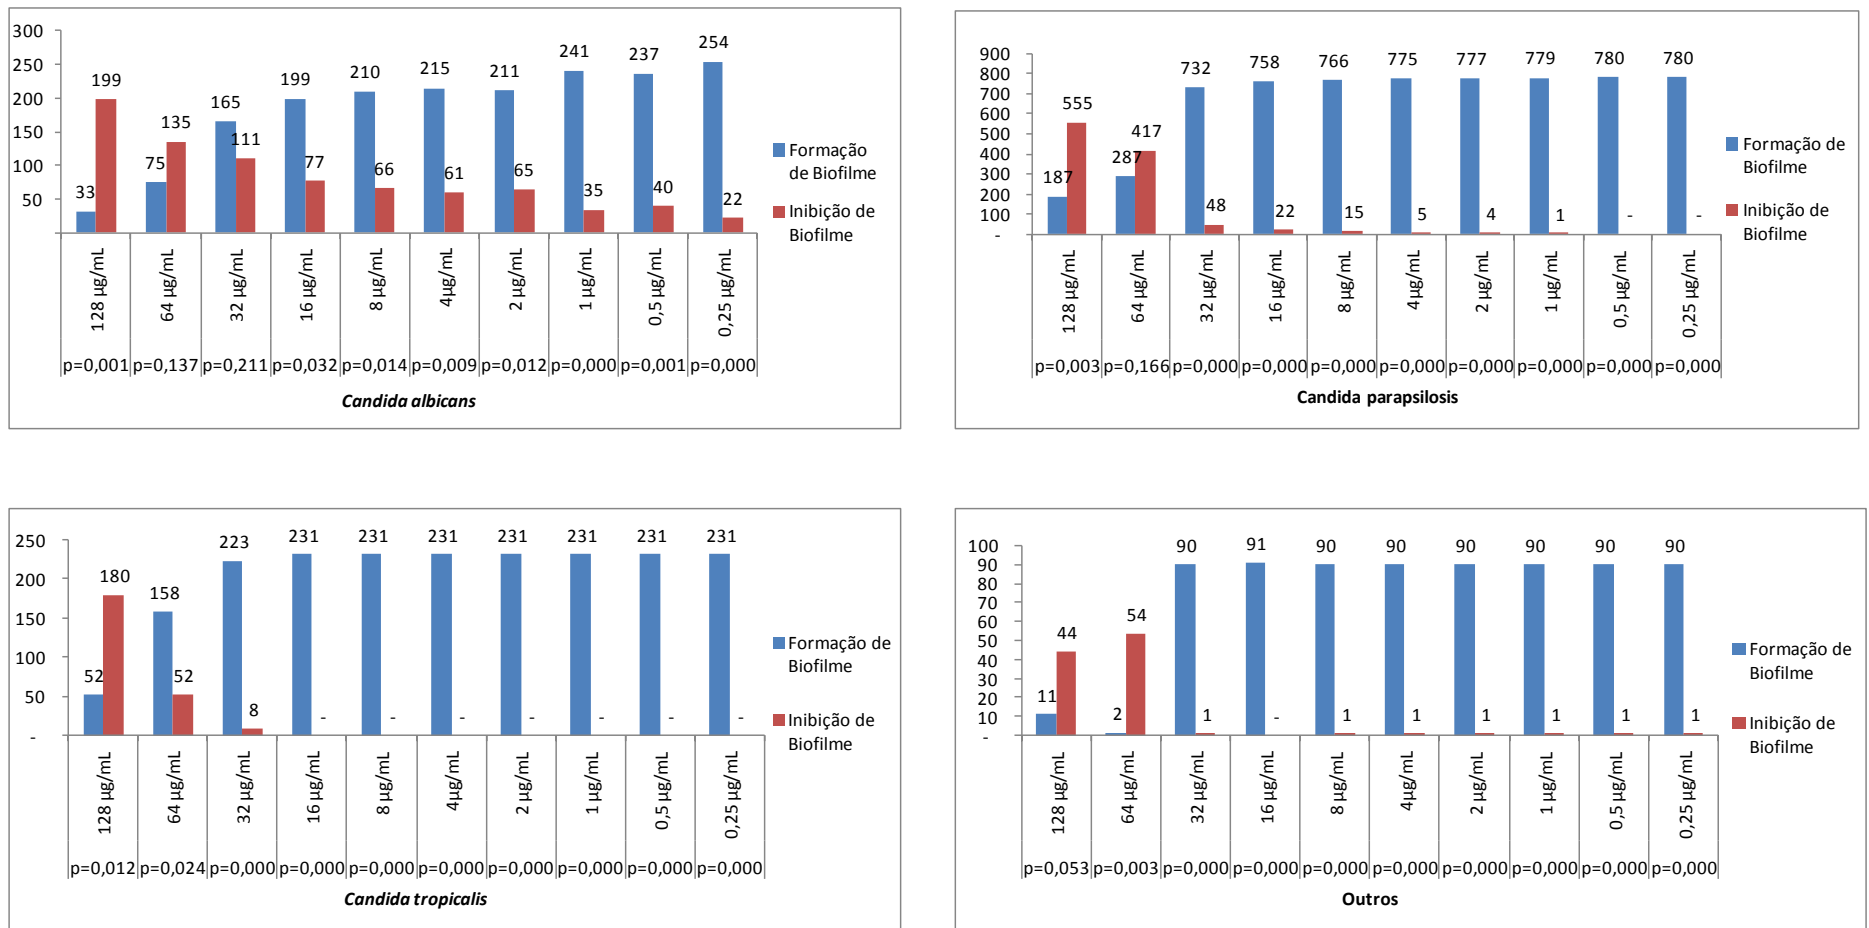 300
250
200
150
100
50
33
75
165
199
210
215
211
241
237
254
199
135
111
77
66
61
65
35
40
22
128 µg/mL
64 µg/mL
32 µg/mL
16 µg/mL
8 µg/mL
4µg/mL
2 µg/mL
1 µg/mL
0,5 µg/mL
0,25 µg/mL
p=0,001 p=0,137 p=0,211 p=0,032 p=0,014 p=0,009 p=0,012 p=0,000 p=0,001 p=0,000
Candida albicans
Formação
de Biofilme
Inibição de
Biofilme
900
800
700
600
500
400
300
200
100
-
187
287
732
758
766
775
777
779
780
780
555
417
48
22
15
5
4
1
-
-
128 µg/mL
64 µg/mL
32 µg/mL
16 µg/mL
8 µg/mL
4µg/mL
2 µg/mL
1 µg/mL
0,5 µg/mL
0,25 µg/mL
p=0,003 p=0,166 p=0,000 p=0,000 p=0,000 p=0,000 p=0,000 p=0,000 p=0,000 p=0,000
Candida parapsilosis
Formação de
Biofilme
Inibição de
Biofilme
250
200
150
100
50
-
52
158
223
231
231
231
231
231
231
231
180
52
8
-
-
-
-
-
-
-
128 µg/mL
64 µg/mL
32 µg/mL
16 µg/mL
8 µg/mL
4µg/mL
2 µg/mL
1 µg/mL
0,5 µg/mL
0,25 µg/mL
p=0,012 p=0,024 p=0,000 p=0,000 p=0,000 p=0,000 p=0,000 p=0,000 p=0,000 p=0,000
Candida tropicalis
Formação de
Biofilme
Inibição de
Biofilme
100
90
80
70
60
50
40
30
20
10
-
11
2
90
91
90
90
90
90
90
90
44
54
1
-
1
1
1
1
1
1
128 µg/mL
64 µg/mL
32 µg/mL
16 µg/mL
8 µg/mL
4µg/mL
2 µg/mL
1 µg/mL
0,5 µg/mL
0,25 µg/mL
p=0,053 p=0,003 p=0,000 p=0,000 p=0,000 p=0,000 p=0,000 p=0,000 p=0,000 p=0,000
Outros
Formação de
Biofilme
Inibição de
Biofilme